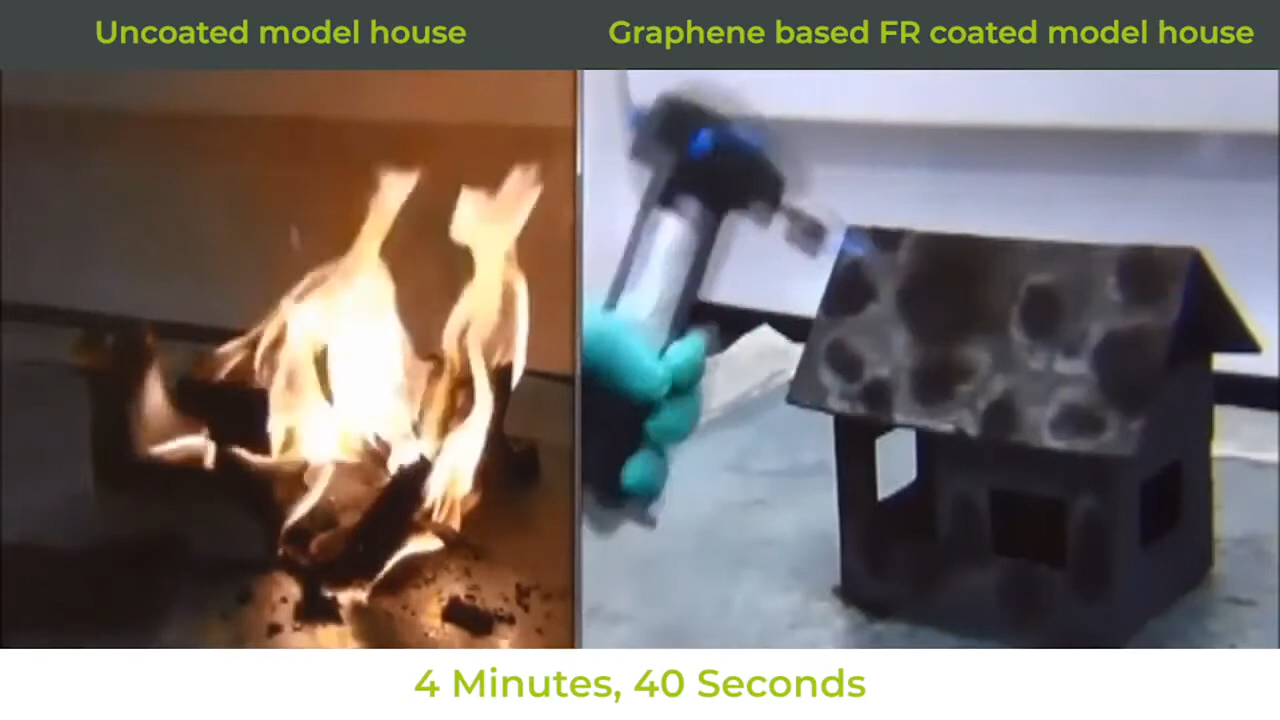 Uncoated model house
Graphene based FR coated model house
4 Minutes, 40 Seconds